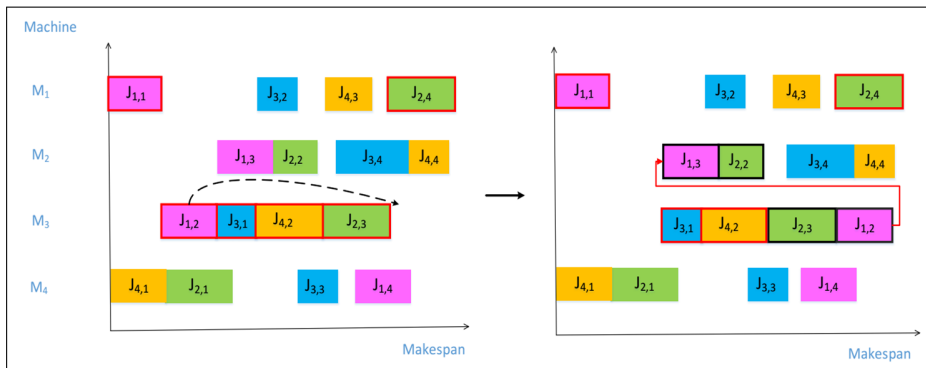 Machine
M1 J1,1 J3,2 J4,3 J2,4 J1,1 J3,2 J4,3 J2,4
M2 J1,3 J2,2 J3,4 J4,4 J1,3 J2,2 J3,4 J4,4
M3 J1,2 J3,1 J4,2 J2,3 J3,1 J4,2 J2,3 J1,2
M4 J4,1 J2,1 J3,3 J1,4 J4,1 J2,1 J3,3 J1,4
Makespan Makespan